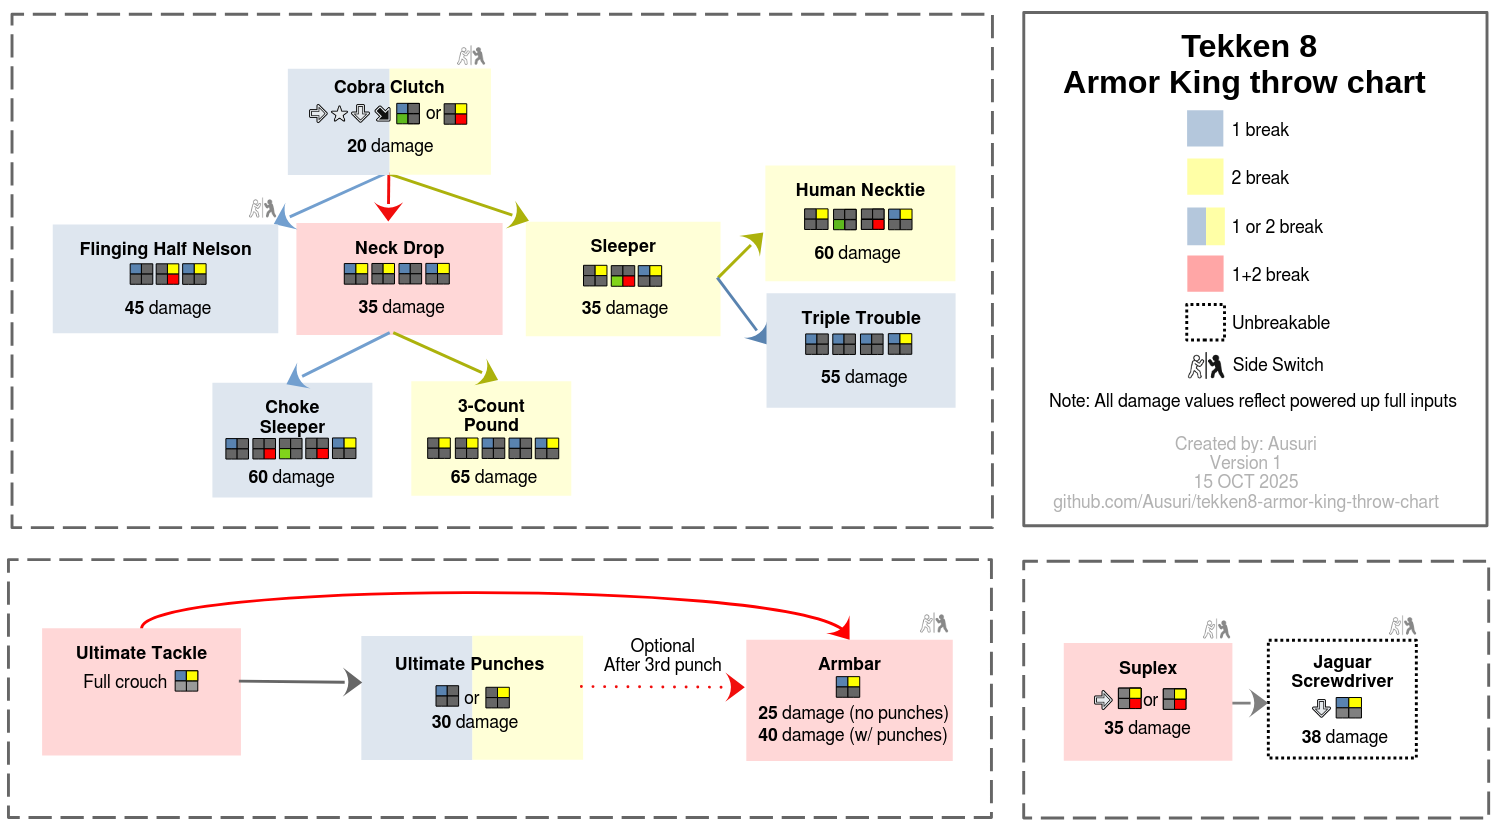 Tekken 8
Armor King throw chart
1 break
2 break
1 or 2 break
1+2 break
Unbreakable
Side Switch
Note: All damage values reflect powered up full inputs
Created by: Ausuri
Version 1
15 OCT 2025
github.com/Ausuri/tekken8-armor-king-throw-chart
Cobra Clutch
or
20 damage
Flinging Half Nelson
45 damage
Neck Drop
35 damage
Sleeper
35 damage
Human Necktie
60 damage
Triple Trouble
55 damage
Choke
Sleeper
60 damage
3-Count
Pound
65 damage
Ultimate Tackle
Full crouch
Ultimate Punches
or
30 damage
Optional
After 3rd punch
Armbar
25 damage (no punches)
40 damage (w/ punches)
Suplex
or
35 damage
Jaguar
Screwdriver
38 damage